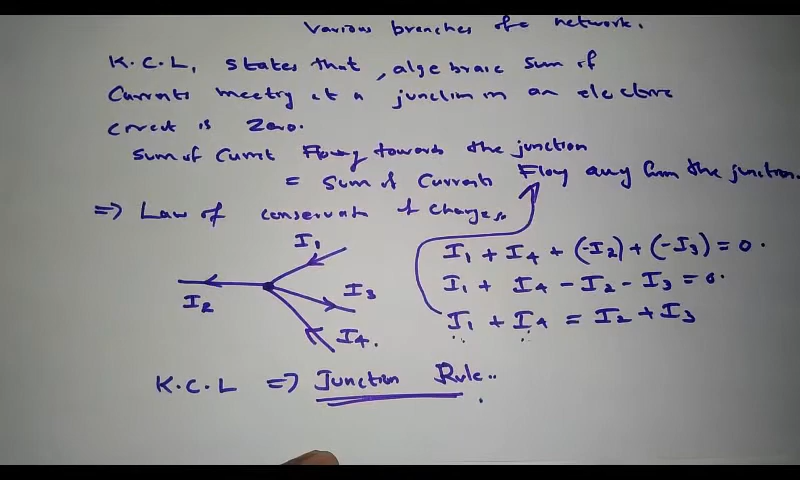 Various branches of a network.
K.C.L, states that, algebraic sum of
Currents meeting at a junction in an electric
circuit is Zero.
Sum of Current Flowing towards the junction
= Sum of Currents Flowing away from the junction.
=> Law of conservation of charges.
I₁
I₂
I₃
I₄.
I₁ + I₄ + (-I₂) + (-I₃) = 0.
I₁ + I₄ - I₂ - I₃ = 0.
I₁ + I₄ = I₂ + I₃
K.C.L => Junction Rule..